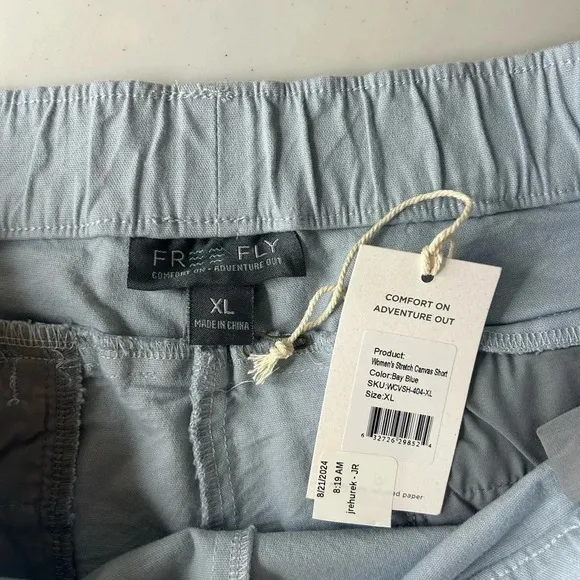 FREE FLY
COMFORT ON • ADVENTURE OUT
XL
MADE IN CHINA
COMFORT ON
ADVENTURE OUT
Product:
Women's Stretch Canvas Short
Color:Bay Blue
SKU:WCVSH-404-XL
Size:XL
6 32726 29852 4
8/21/2024
8:19 AM
jrehurek - JR
paper